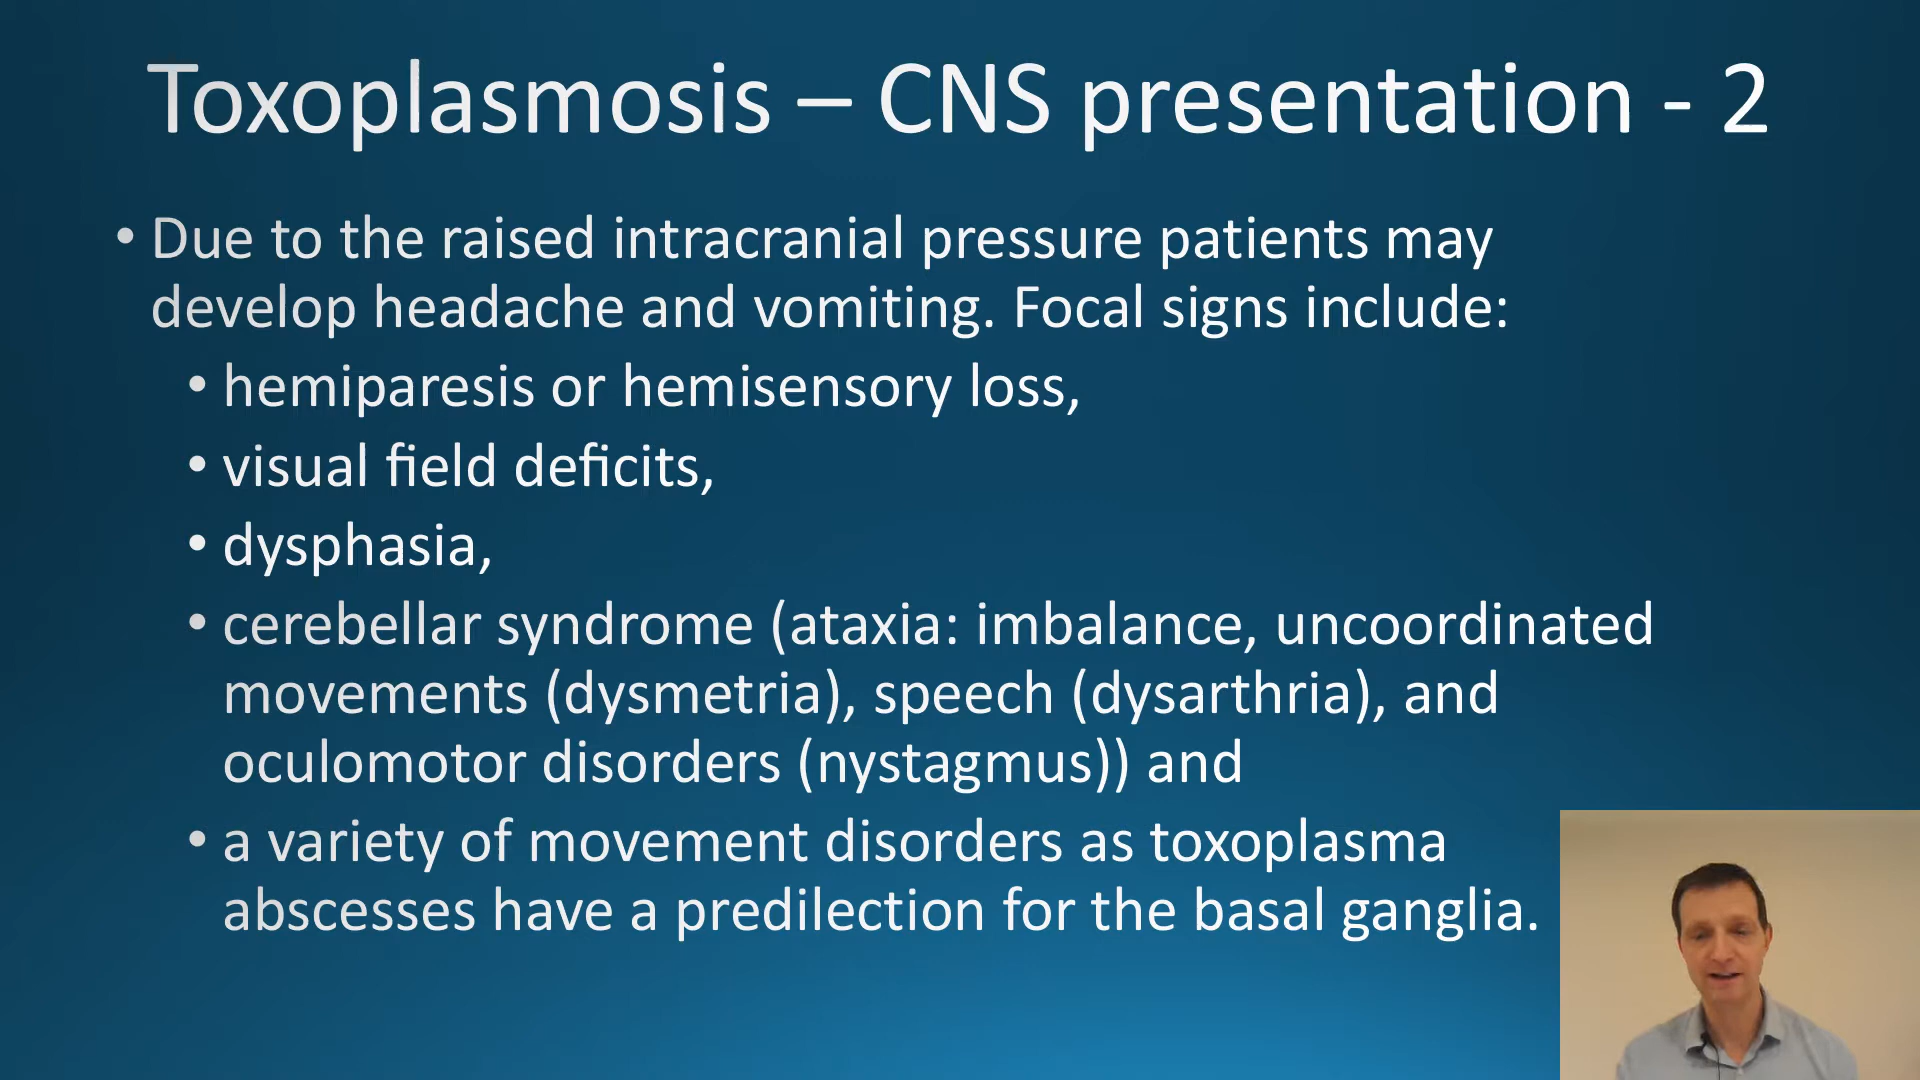 Toxoplasmosis – CNS presentation - 2
• Due to the raised intracranial pressure patients may
develop headache and vomiting. Focal signs include:
• hemiparesis or hemisensory loss,
• visual field deficits,
• dysphasia,
• cerebellar syndrome (ataxia: imbalance, uncoordinated
movements (dysmetria), speech (dysarthria), and
oculomotor disorders (nystagmus)) and
• a variety of movement disorders as toxoplasma
abscesses have a predilection for the basal ganglia.